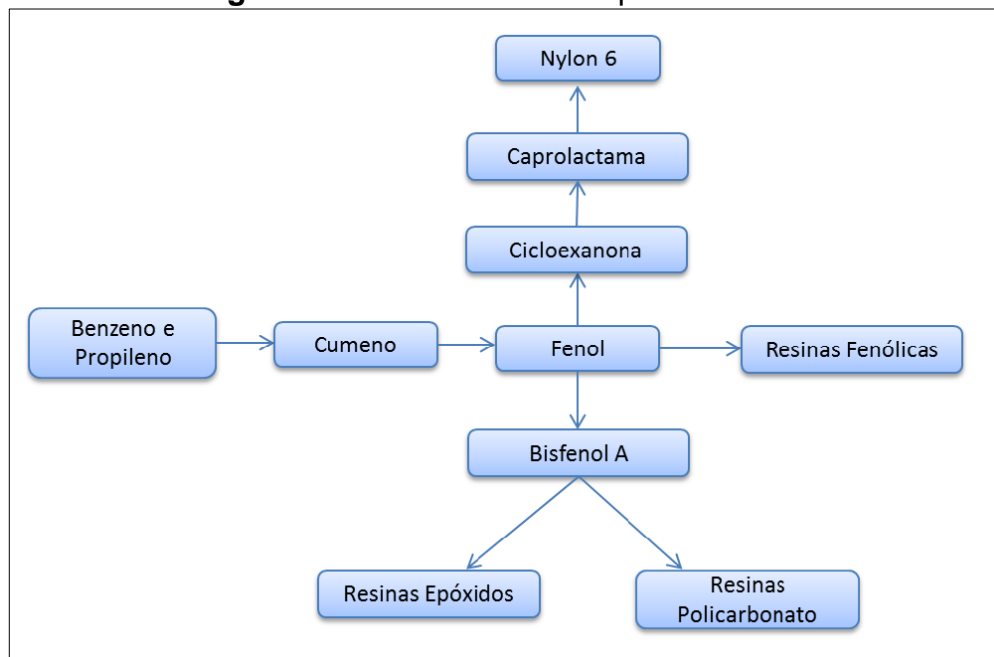 Nylon 6
Caprolactama
Cicloexanona
Benzeno e
Propileno
Cumeno
Fenol
Resinas Fenólicas
Bisfenol A
Resinas Epóxidos
Resinas
Policarbonato